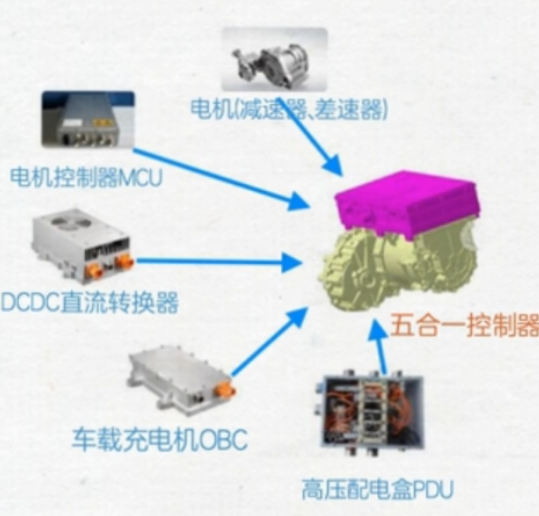 电机(减速器、差速器)
电机控制器MCU
DCDC直流转换器
五合一控制器
车载充电机OBC
高压配电盒PDU